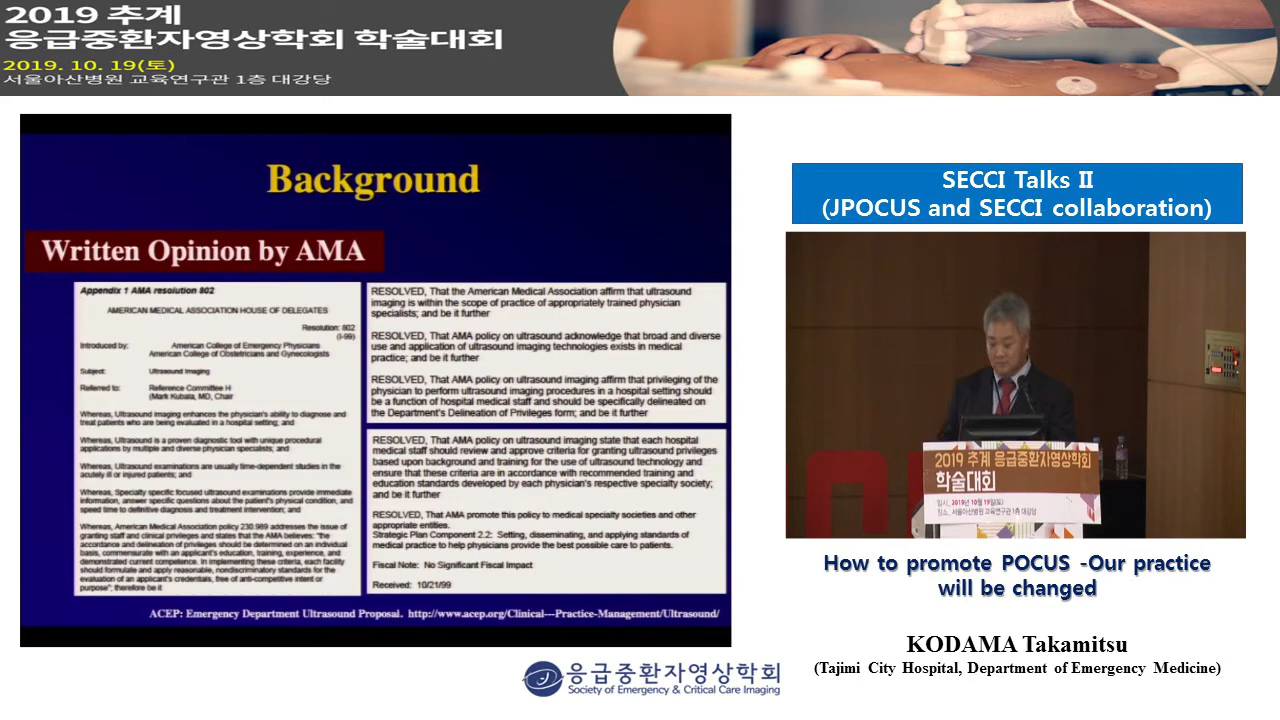 2019 추계
응급중환자영상학회 학술대회
2019. 10. 19(토)
서울아산병원 교육연구관 1층 대강당
Background
Written Opinion by AMA
Appendix 1 AMA resolution 802
AMERICAN MEDICAL ASSOCIATION HOUSE OF DELEGATES
Resolution: 802
(I-99)
Introduced by: American College of Emergency Physicians
American College of Obstetricians and Gynecologists
Subject: Ultrasound Imaging
Referred to: Reference Committee H
(Mark Kubala, MD, Chair
Whereas, Ultrasound imaging enhances the physician's ability to diagnose and
treat patients who are being evaluated in a hospital setting; and
Whereas, Ultrasound is a proven diagnostic tool with unique procedural
applications by multiple and diverse physician specialists; and
Whereas, Ultrasound examinations are usually time-dependent studies in the
acutely ill or injured patients; and
Whereas, Specialty specific focused ultrasound examinations provide immediate
information, answer specific questions about the patient's physical condition, and
speed time to definitive diagnosis and treatment intervention; and
Whereas, American Medical Association policy 230.989 addresses the issue of
granting staff and clinical privileges and states that the AMA believes: "the
accordance and delineation of privileges should be determined on an individual
basis, commensurate with an applicant's education, training, experience, and
demonstrated current competence. In implementing these criteria, each facility
should formulate and apply reasonable, nondiscriminatory standards for the
evaluation of an applicant's credentials, free of anti-competitive intent or
purpose"; therefore be it
RESOLVED, That the American Medical Association affirm that ultrasound
imaging is within the scope of practice of appropriately trained physician
specialists; and be it further
RESOLVED, That AMA policy on ultrasound acknowledge that broad and diverse
use and application of ultrasound imaging technologies exists in medical
practice; and be it further
RESOLVED, That AMA policy on ultrasound imaging affirm that privileging of the
physician to perform ultrasound imaging procedures in a hospital setting should
be a function of hospital medical staff and should be specifically delineated on
the Department's Delineation of Privileges form; and be it further
RESOLVED, That AMA policy on ultrasound imaging state that each hospital
medical staff should review and approve criteria for granting ultrasound privileges
based upon background and training for the use of ultrasound technology and
ensure that these criteria are in accordance with recommended training and
education standards developed by each physician's respective specialty society;
and be it further
RESOLVED, That AMA promote this policy to medical specialty societies and other
appropriate entities.
Strategic Plan Component 2.2: Setting, disseminating, and applying standards of
medical practice to help physicians provide the best possible care to patients.
Fiscal Note: No Significant Fiscal Impact
Received: 10/21/99
ACEP: Emergency Department Ultrasound Proposal. http://www.acep.org/Clinical---Practice-Management/Ultrasound/
SECCI Talks II
(JPOCUS and SECCI collaboration)
2019 추계 응급중환자영상학회
학술대회
일시. 2019년 10월 19일(토)
장소. 서울아산병원 교육연구관 1층 대강당
How to promote POCUS -Our practice
will be changed
KODAMA Takamitsu
(Tajimi City Hospital, Department of Emergency Medicine)
응급중환자영상학회
Society of Emergency & Critical Care Imaging